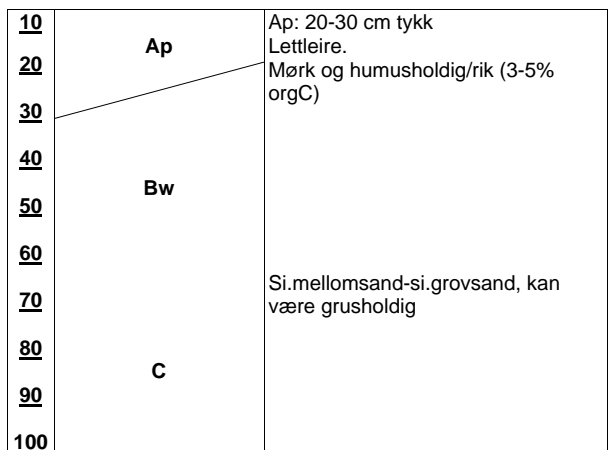 10
Ap
Ap: 20-30 cm tykk
Lettleire.
20
Mørk og humusholdig/rik (3-5%
orgC)
30
40
Bw
50
60
Si.mellomsand-si.grovsand, kan
70
være grusholdig
80
C
90
100